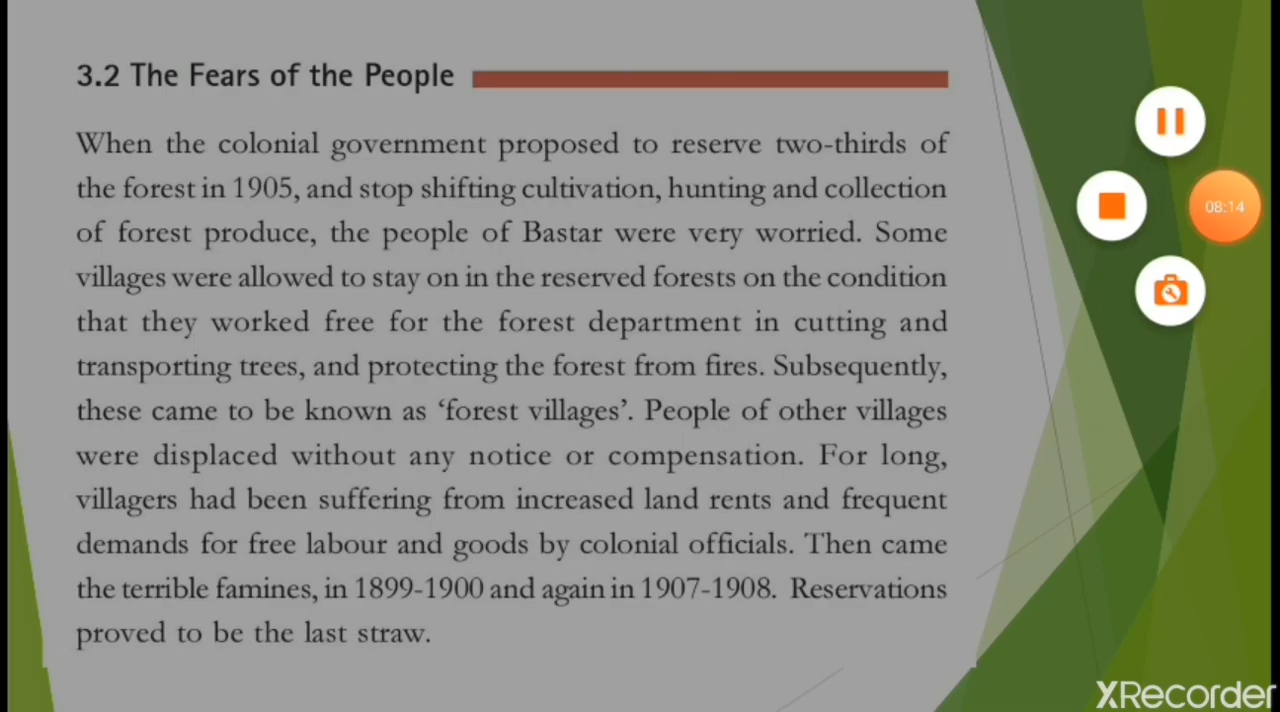 3.2 The Fears of the People
When the colonial government proposed to reserve two-thirds of
the forest in 1905, and stop shifting cultivation, hunting and collection
of forest produce, the people of Bastar were very worried. Some
villages were allowed to stay on in the reserved forests on the condition
that they worked free for the forest department in cutting and
transporting trees, and protecting the forest from fires. Subsequently,
these came to be known as ‘forest villages’. People of other villages
were displaced without any notice or compensation. For long,
villagers had been suffering from increased land rents and frequent
demands for free labour and goods by colonial officials. Then came
the terrible famines, in 1899-1900 and again in 1907-1908. Reservations
proved to be the last straw.
08:14
XRecorder